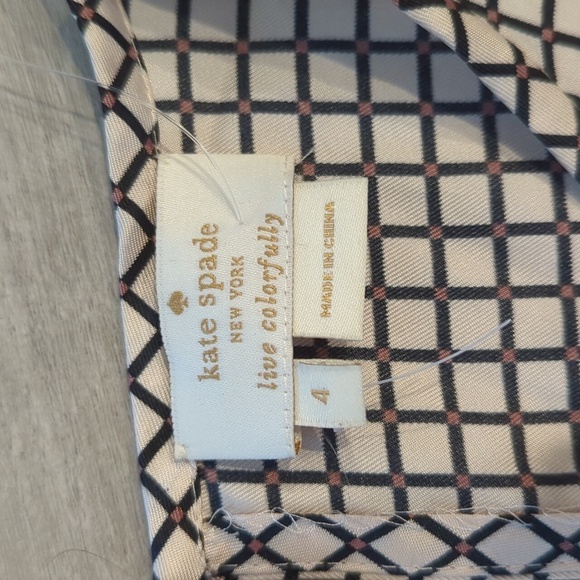 kate spade
NEW YORK
live colorfully
MADE IN CHINA
4